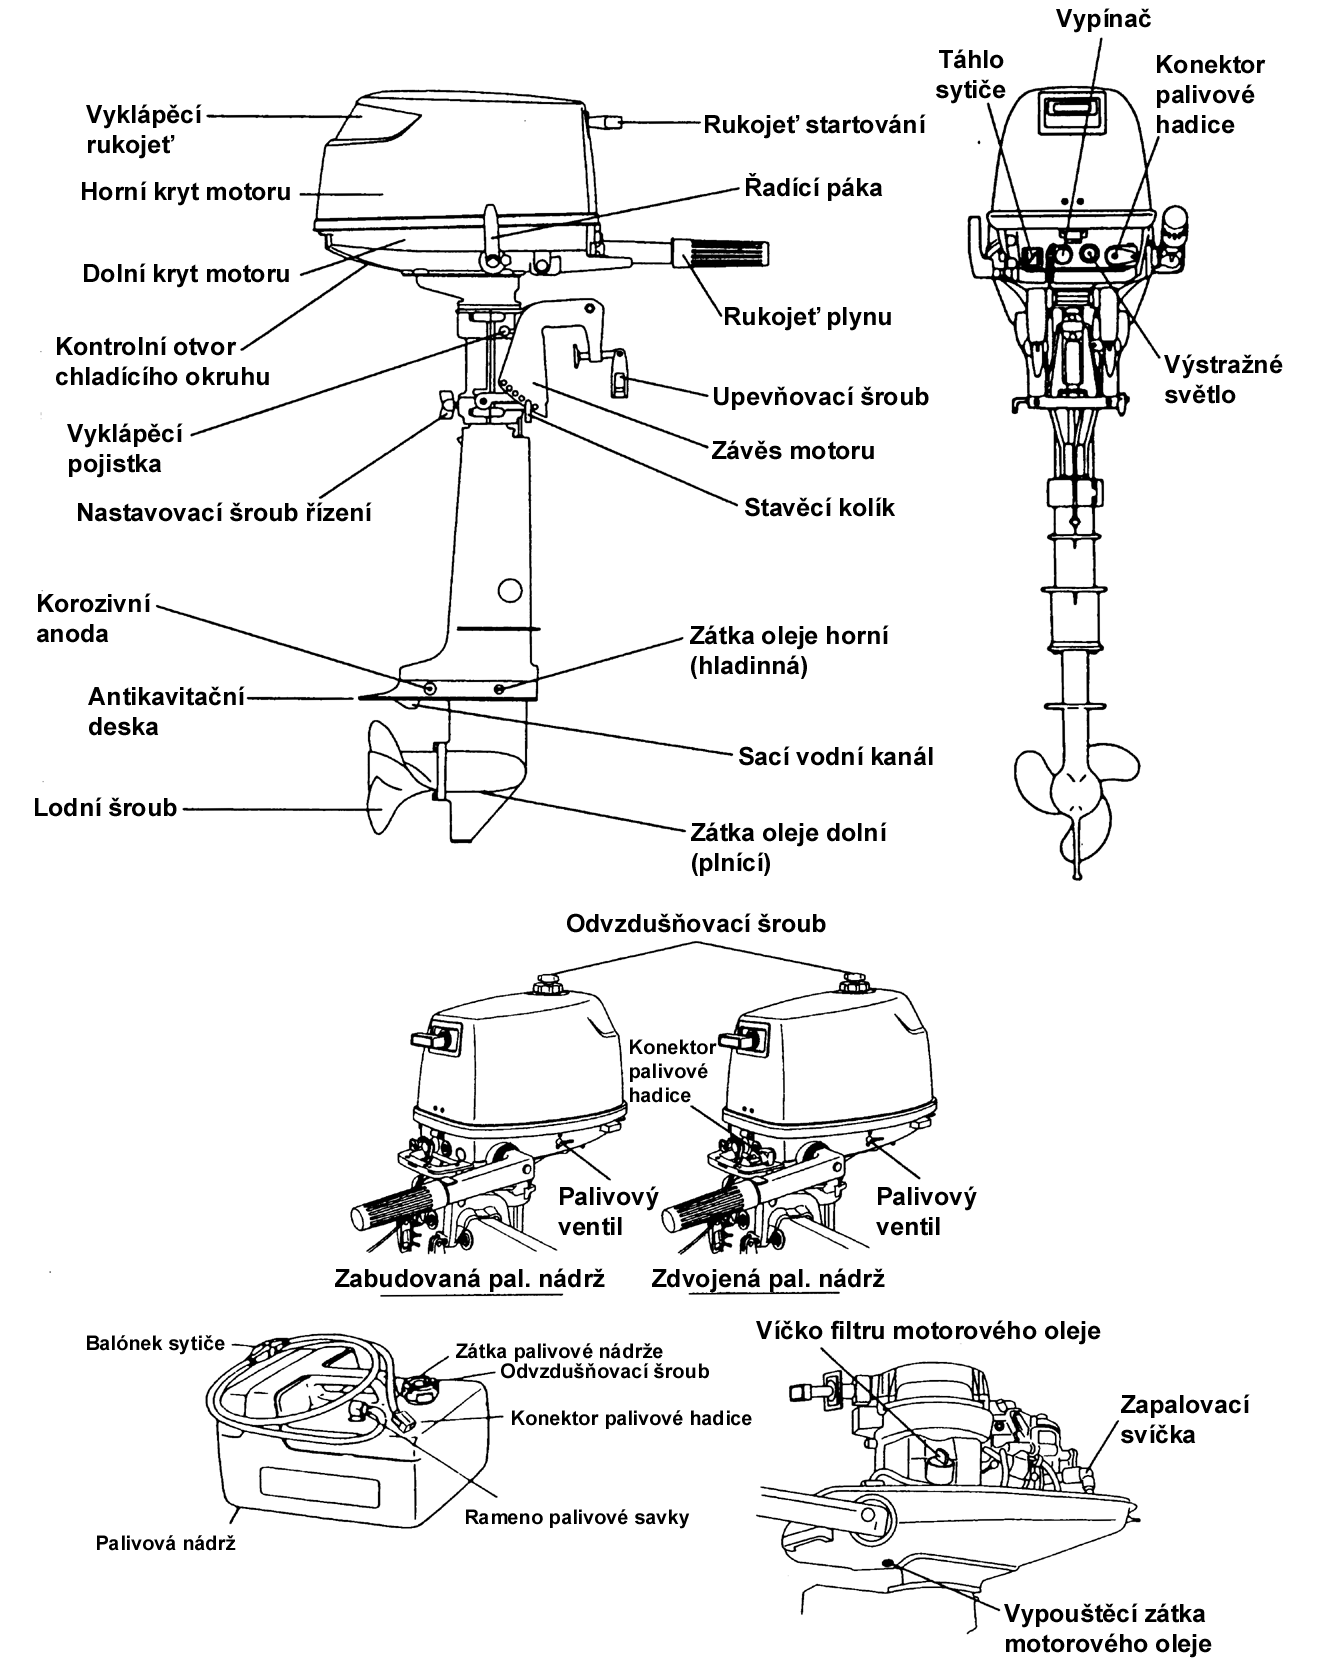 Vypínač
Táhlo
sytiče
Konektor
palivové
hadice
Vyklápěcí
rukojeť
Rukojeť startování
Horní kryt motoru
Řadící páka
Dolní kryt motoru
Rukojeť plynu
Kontrolní otvor
chladícího okruhu
Výstražné
světlo
Upevňovací šroub
Vyklápěcí
pojistka
Závěs motoru
Nastavovací šroub řízení
Stavěcí kolík
Korozivní
anoda
Zátka oleje horní
(hladinná)
Antikavitační
deska
Sací vodní kanál
Lodní šroub
Zátka oleje dolní
(plnící)
Odvzdušňovací šroub
Konektor
palivové
hadice
Palivový
ventil
Palivový
ventil
Zabudovaná pal. nádrž
Zdvojená pal. nádrž
Balónek sytiče
Zátka palivové nádrže
Odvzdušňovací šroub
Konektor palivové hadice
Rameno palivové savky
Palivová nádrž
Víčko filtru motorového oleje
Zapalovací
svíčka
Vypouštěcí zátka
motorového oleje